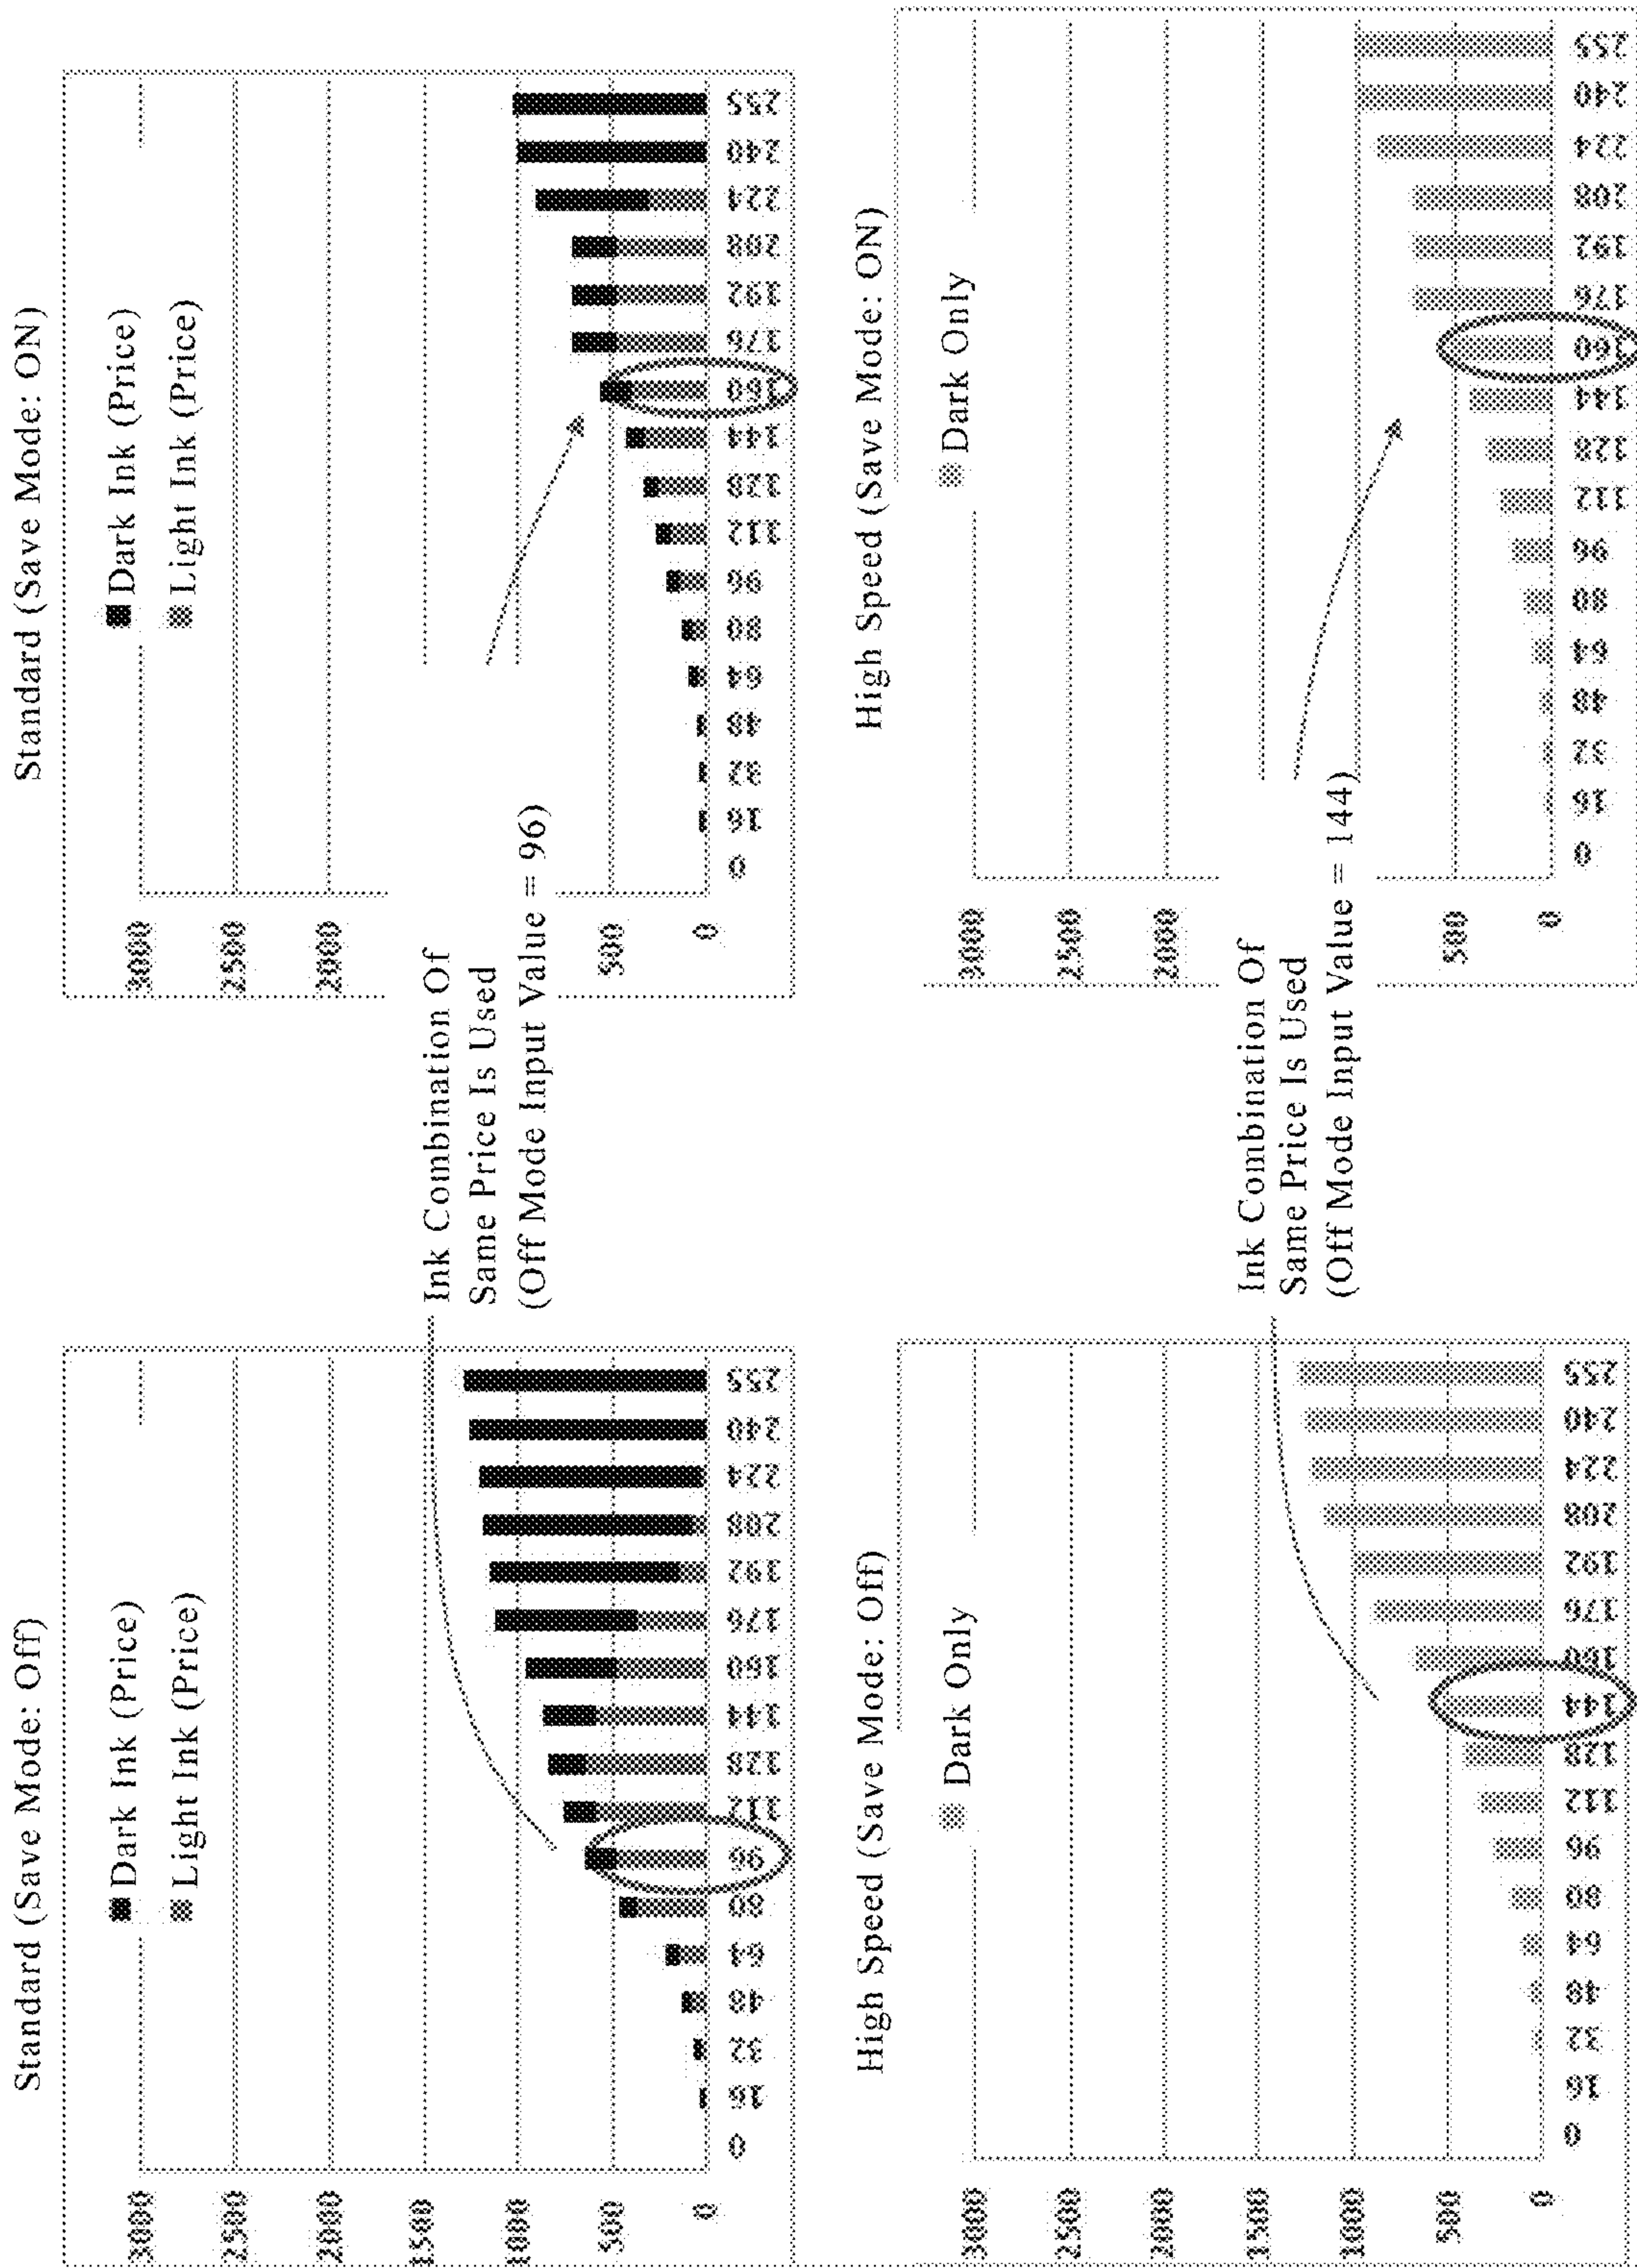 Standard (Save Mode: Off)
Dark Ink (Price)
Light Ink (Price)
3000
2500
2000
1500
1000
500
0
0 16 32 48 64 80 96 112 128 144 160 176 192 208 224 240 255
Ink Combination Of
Same Price Is Used
(Off Mode Input Value = 96)
Standard (Save Mode: ON)
Dark Ink (Price)
Light Ink (Price)
3000
2500
2000
500
0
0 16 32 48 64 80 96 112 128 144 160 176 192 208 224 240 255
High Speed (Save Mode: Off)
Dark Only
3000
2500
2000
1500
1000
500
0
0 16 32 48 64 80 96 112 128 144 160 176 192 208 224 240 255
Ink Combination Of
Same Price Is Used
(Off Mode Input Value = 144)
High Speed (Save Mode: ON)
Dark Only
3000
2500
2000
500
0
0 16 32 48 64 80 96 112 128 144 160 176 192 208 224 240 255